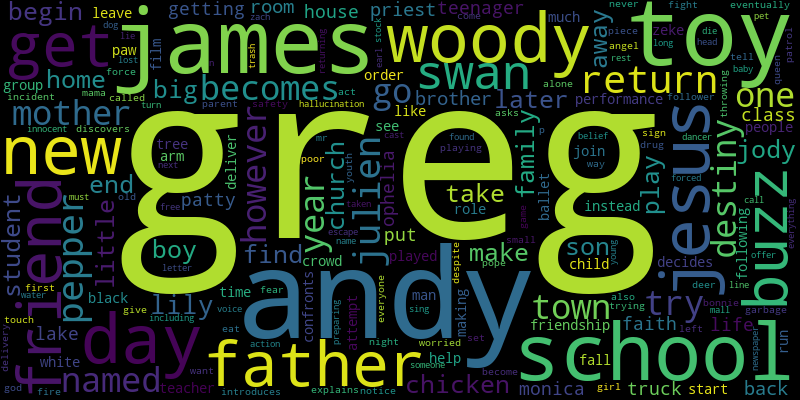 greg
andy
james
woody
toy
school
father
friend
buzz
jesus
get
day
new
swan
return
go
becomes
big
begin
mother
home
julien
pepper
however
try
town
destiny
jody
one
class
later
brother
away
priest
teenager
getting
room
house
leave
paw
film
group
incident
mama
called
innocent
discovers
order
like
performance
people
play
family
ophelia
church
year
deliver
tree
arm
patty
end
little
student
boy
lily
find
crowd
put
see
role
take
make
son
child
friendship
faith
life
truck
start
monica
chicken
help
fall
named
teacher
lake
white
black
time
fear
voice
confronts
attempt
man
making
despite
worried
everyone
played
ballet
instead
join
belief
way
drug
sign
dancer
forced
following
decides
deer
line
offer
mall
bonnie
garbage
newspaper
run
back
girl
left
trying
also
young
small
game
found
playing
asks
cast
youth
poor
hallucination
safety
parent
act
force
lost
lie
dog
zach
trash
returning
earl
stock
much
zeke
never
fight
eventually
pet
patrol
die
head
rest
long
angel
piece
come
tell
baby
queen
throwing
follower
alone
mr
escape
name
taken
pope
sing
set
become
someone
night
preparing
notice
explains
introduces
action
eat
want
including
give
touch
first
water
god
fire
delivery
must
old
next
turn
free
letter
call
everything
p